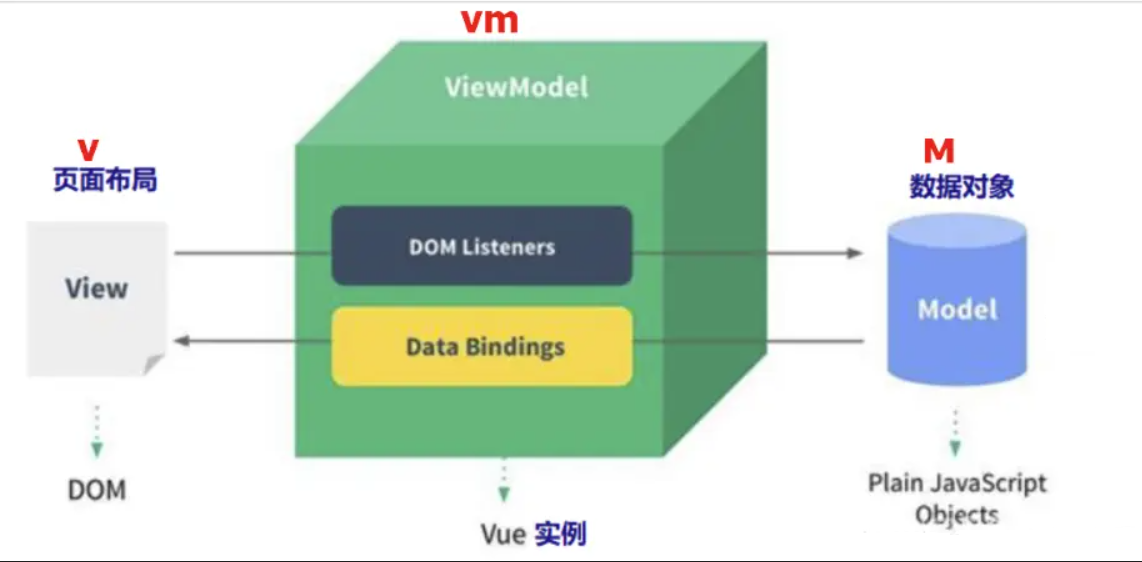 vm
ViewModel
V
页面布局
M
数据对象
DOM Listeners
View
Model
Data Bindings
DOM
Vue 实例
Plain JavaScript
Objects